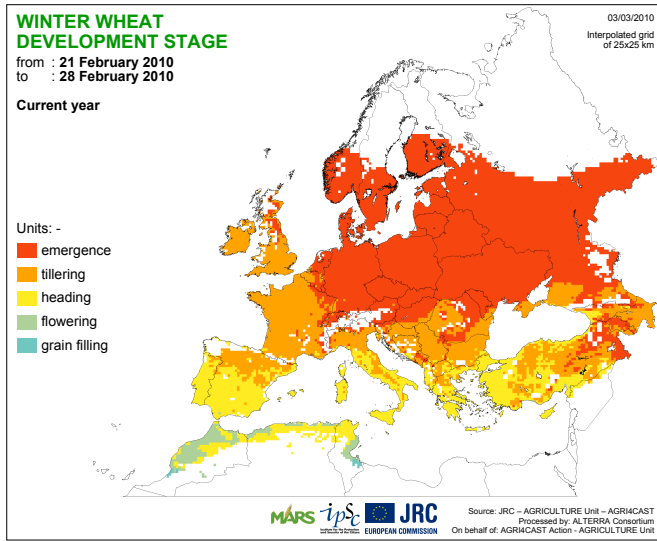 WINTER WHEAT
DEVELOPMENT STAGE
from : 21 February 2010
to : 28 February 2010
Current year
03/03/2010
Interpolated grid
of 25x25 km
Units: -
emergence
tillering
heading
flowering
grain filling
MARS
ipsc
JRC
EUROPEAN COMMISSION
Source: JRC – AGRICULTURE Unit – AGRI4CAST
Processed by: ALTERRA Consortium
On behalf of: AGRI4CAST Action - AGRICULTURE Unit